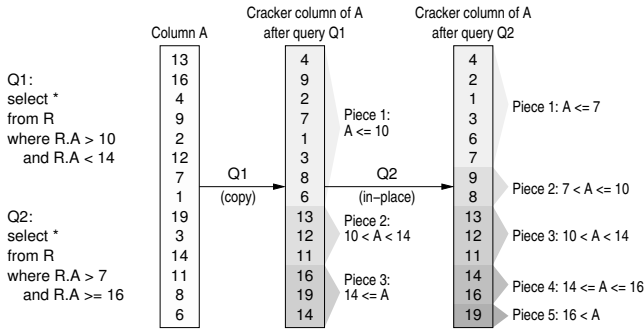 Column A
Cracker column of A
after query Q1
Cracker column of A
after query Q2
Q1:
select *
from R
where R.A > 10
and R.A < 14
Q2:
select *
from R
where R.A > 7
and R.A >= 16
13
16
4
9
2
12
7
1
19
3
14
11
8
6
Q1
(copy)
4
9
2
7
1
3
8
6
13
12
11
16
19
14
Piece 1:
A <= 10
Piece 2:
10 < A < 14
Piece 3:
14 <= A
Q2
(in−place)
4
2
1
3
6
7
9
8
13
12
11
14
16
19
Piece 1: A <= 7
Piece 2: 7 < A <= 10
Piece 3: 10 < A < 14
Piece 4: 14 <= A <= 16
Piece 5: 16 < A